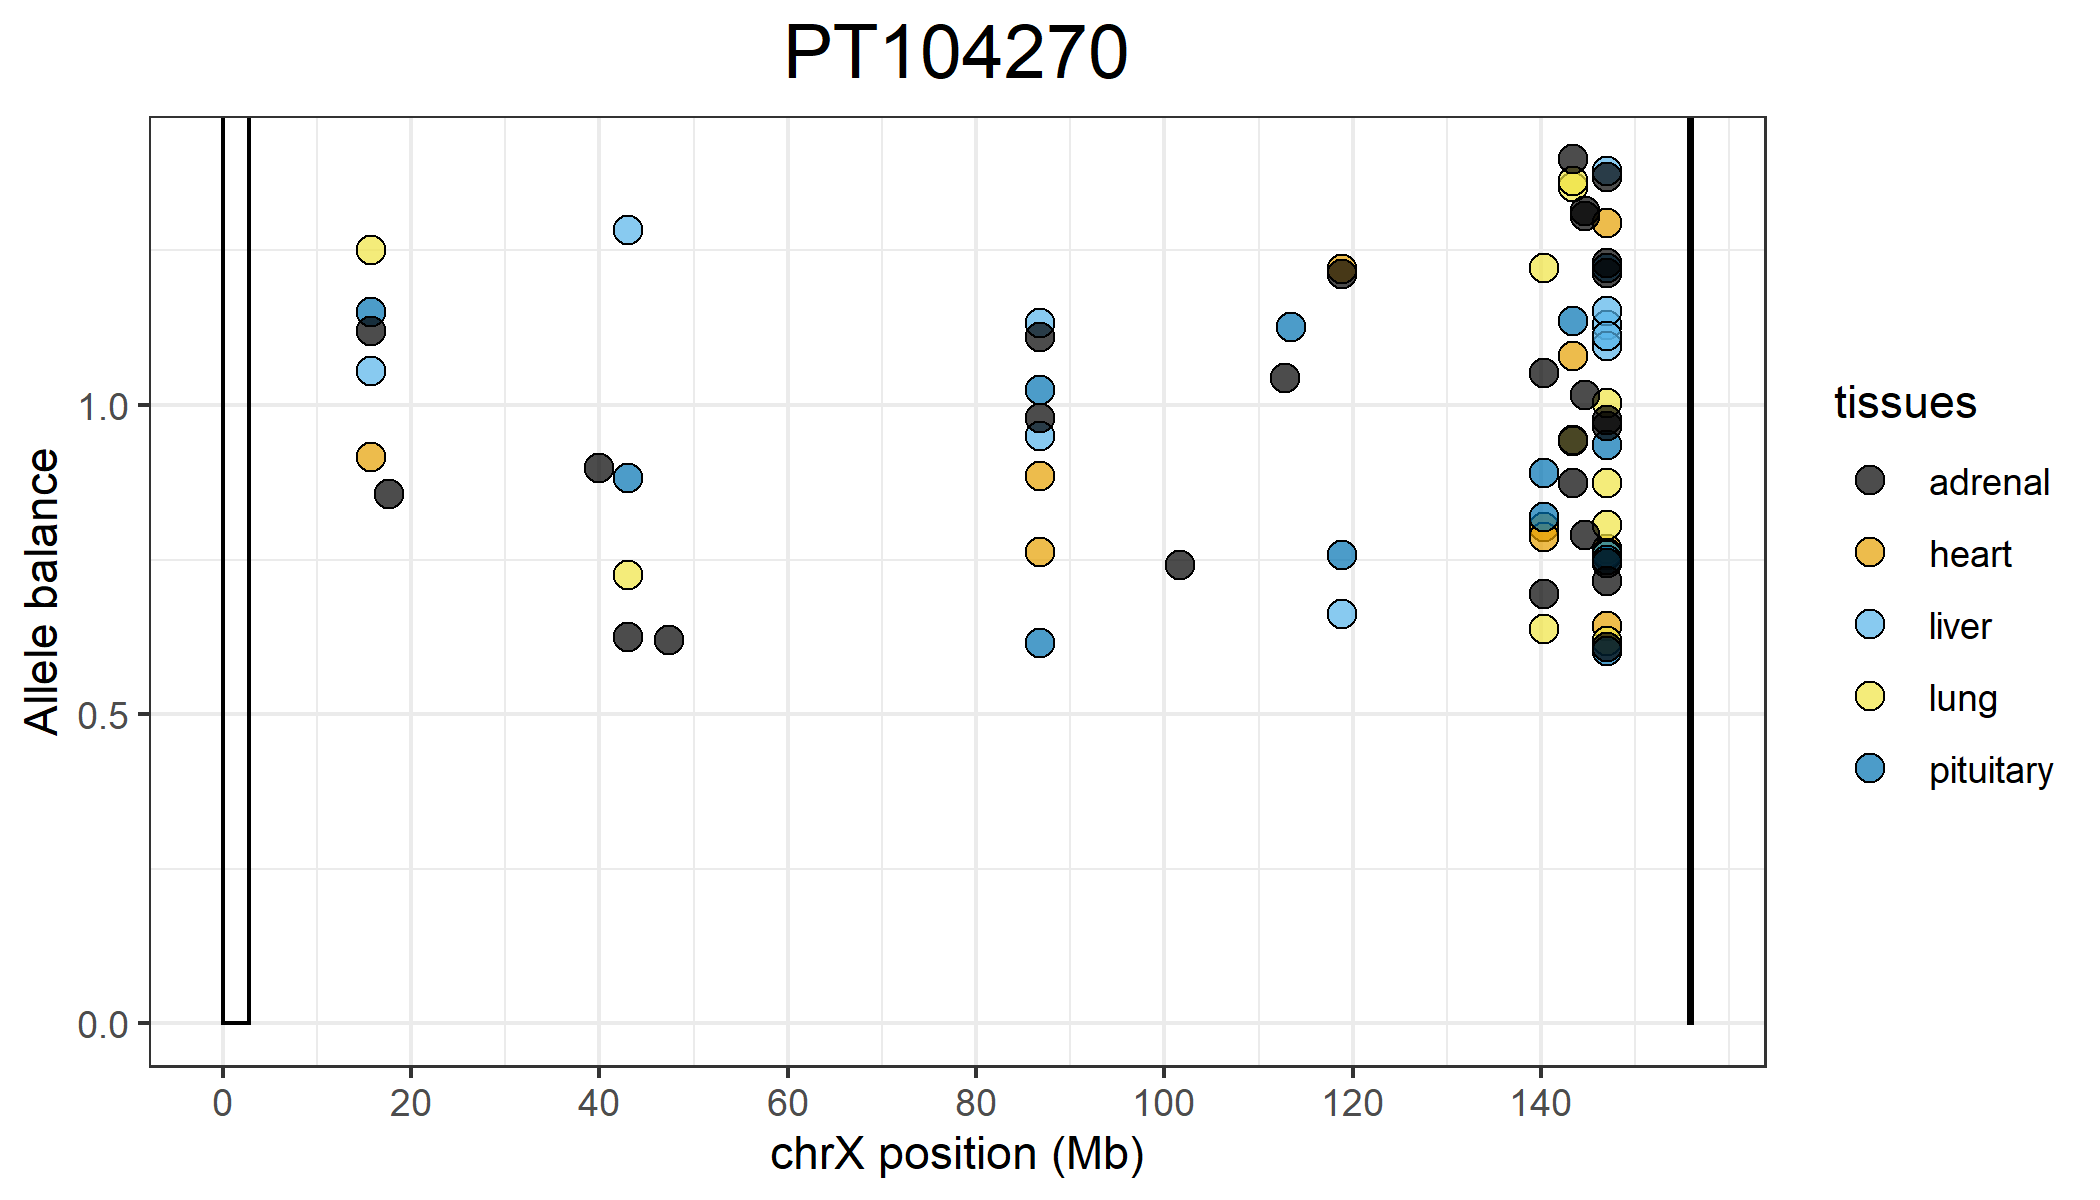 PT104270
Allele balance
1.0
0.5
0.0
0 20 40 60 80 100 120 140
chrX position (Mb)
tissues
adrenal
heart
liver
lung
pituitary